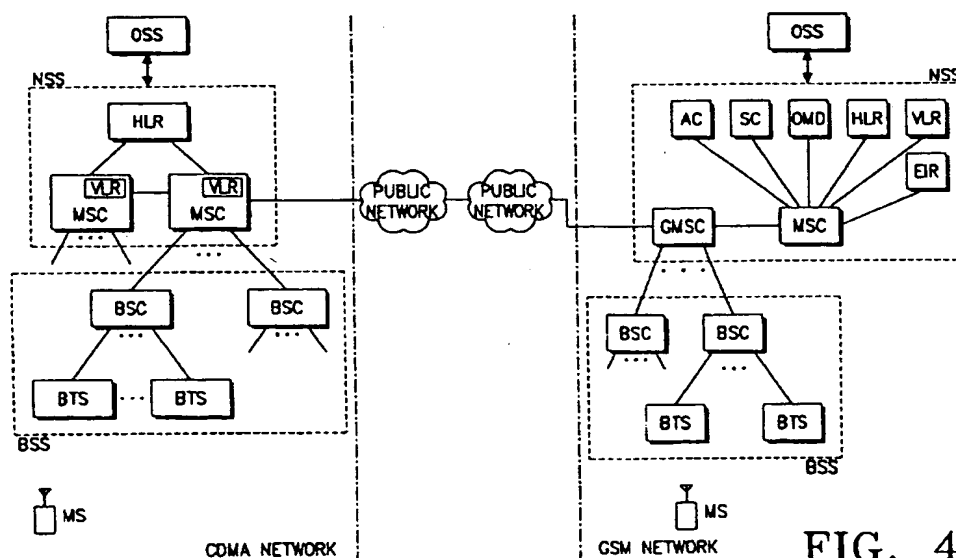 OSS
NSS
HLR
VLR
MSC
VLR
MSC
...
...
BSC
...
BSC
...
BTS
...
BTS
BSS
MS
CDMA NETWORK
PUBLIC NETWORK
PUBLIC NETWORK
OSS
NSS
AC
SC
OMD
HLR
VLR
EIR
GMSC
MSC
...
BSC
...
BSC
...
BTS
BTS
BSS
MS
GSM NETWORK
FIG. 4